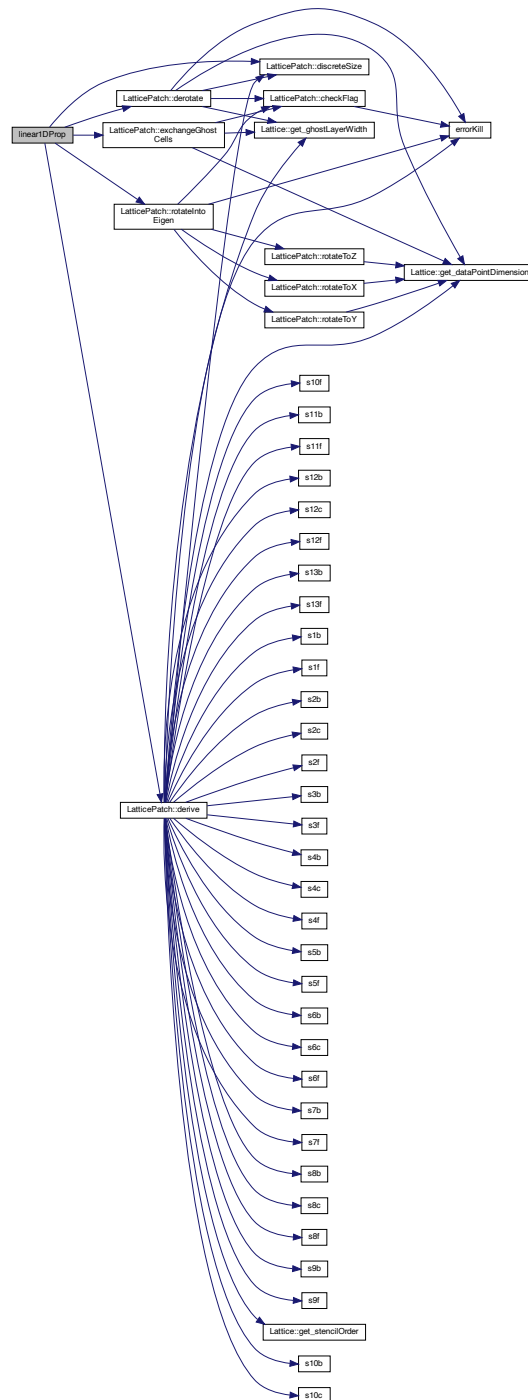 linear1DProp
LatticePatch::derotate
LatticePatch::exchangeGhost
Cells
LatticePatch::rotateInto
Eigen
LatticePatch::derive
LatticePatch::discreteSize
LatticePatch::checkFlag
Lattice::get_ghostLayerWidth
errorKill
LatticePatch::rotateToZ
LatticePatch::rotateToX
LatticePatch::rotateToY
Lattice::get_dataPointDimension
s10f
s11b
s11f
s12b
s12c
s12f
s13b
s13f
s1b
s1f
s2b
s2c
s2f
s3b
s3f
s4b
s4c
s4f
s5b
s5f
s6b
s6c
s6f
s7b
s7f
s8b
s8c
s8f
s9b
s9f
Lattice::get_stencilOrder
s10b
s10c